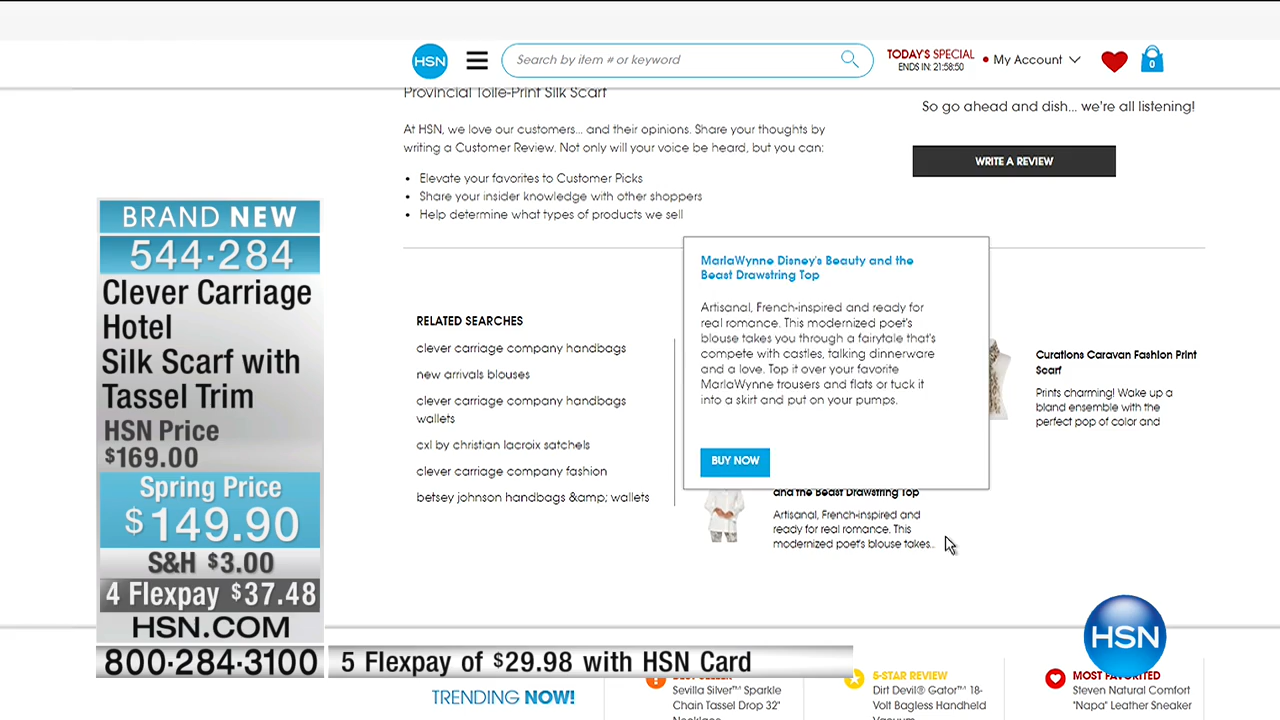 HSN
Search by item # or keyword
TODAY'S SPECIAL
ENDS IN: 21:58:50
My Account
0
Provincial Toile-Print Silk Scarf
So go ahead and dish... we're all listening!
At HSN, we love our customers... and their opinions. Share your thoughts by
writing a Customer Review. Not only will your voice be heard, but you can:
WRITE A REVIEW
• Elevate your favorites to Customer Picks
• Share your insider knowledge with other shoppers
• Help determine what types of products we sell
BRAND NEW
544-284
Clever Carriage
Hotel
Silk Scarf with
Tassel Trim
HSN Price
$169.00
Spring Price
$149.90
S&H $3.00
4 Flexpay $37.48
HSN.COM
800-284-3100
5 Flexpay of $29.98 with HSN Card
RELATED SEARCHES
clever carriage company handbags
new arrivals blouses
clever carriage company handbags
wallets
cxl by christian lacroix satchels
clever carriage company fashion
betsey johnson handbags &amp; wallets
MarlaWynne Disney's Beauty and the
Beast Drawstring Top
Artisanal, French-inspired and ready for
real romance. This modernized poet's
blouse takes you through a fairytale that's
compete with castles, talking dinnerware
and a love. Top it over your favorite
MarlaWynne trousers and flats or tuck it
into a skirt and put on your pumps.
BUY NOW
and the Beast Drawstring Top
Artisanal, French-inspired and
ready for real romance. This
modernized poet's blouse takes..
Curations Caravan Fashion Print
Scarf
Prints charming! Wake up a
bland ensemble with the
perfect pop of color and
HSN
TRENDING NOW!
Sevilla Silver™ Sparkle
Chain Tassel Drop 32"
Necklace
5-STAR REVIEW
Dirt Devil® Gator™ 18-
Volt Bagless Handheld
Vacuum
MOST FAVORITED
Steven Natural Comfort
"Napa" Leather Sneaker